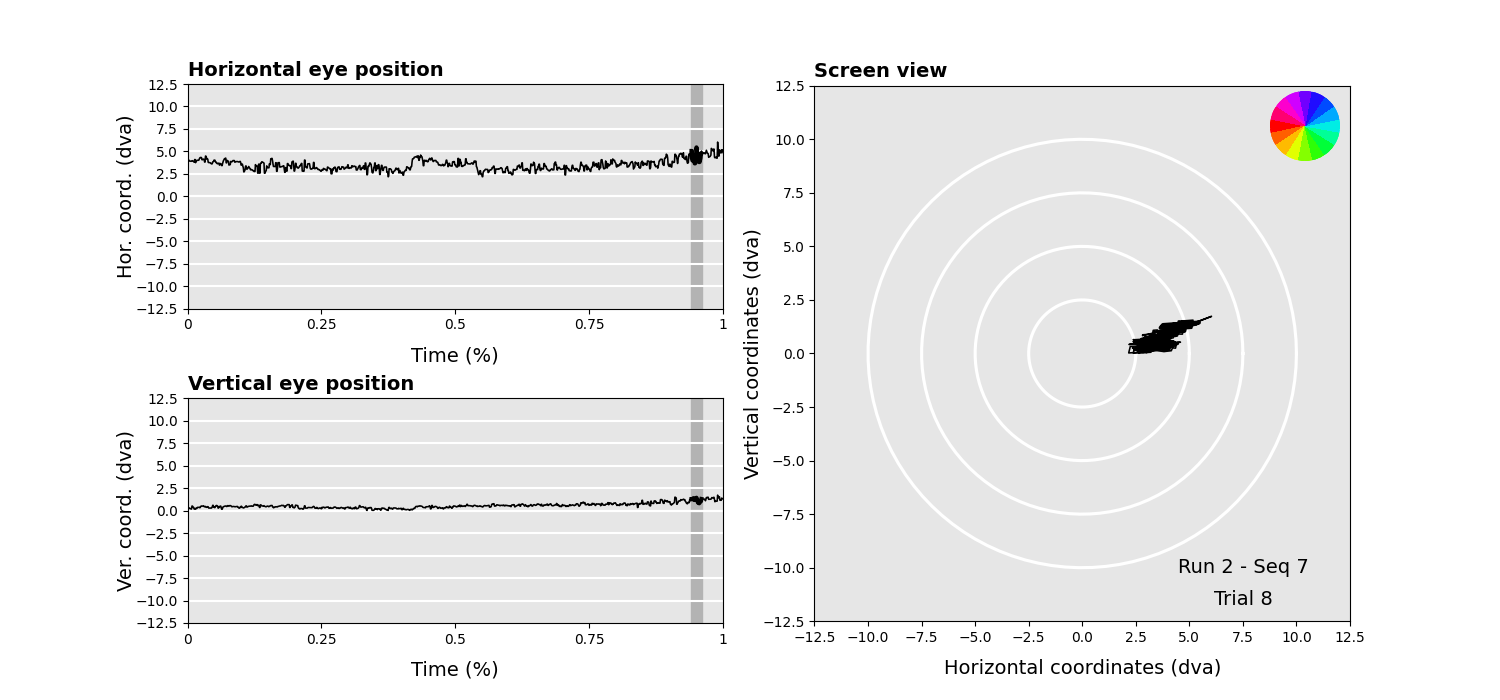 Horizontal eye position
12.5
10.0
7.5
5.0
2.5
0.0
−2.5
−5.0
−7.5
−10.0
−12.5
Hor. coord. (dva)
0 0.25 0.5 0.75 1
Time (%)
Vertical eye position
12.5
10.0
7.5
5.0
2.5
0.0
−2.5
−5.0
−7.5
−10.0
−12.5
Ver. coord. (dva)
0 0.25 0.5 0.75 1
Time (%)
Screen view
12.5
10.0
7.5
5.0
2.5
0.0
−2.5
−5.0
−7.5
−10.0
−12.5
Vertical coordinates (dva)
Run 2 - Seq 7
Trial 8
−12.5 −10.0 −7.5 −5.0 −2.5 0.0 2.5 5.0 7.5 10.0 12.5
Horizontal coordinates (dva)